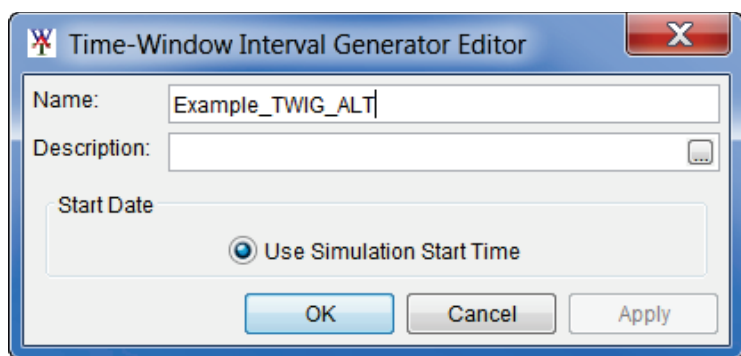 Time-Window Interval Generator Editor
Name: Example_TWIG_ALT
Description: ...
Start Date
Use Simulation Start Time
OK Cancel Apply